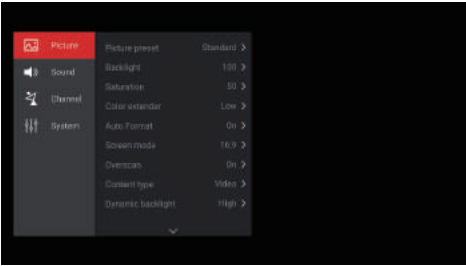 Picture
Sound
Channel
System
Picture preset Standard
Backlight 100
Saturation 50
Color extender Low
Auto Format On
Screen mode 16:9
Overscan On
Content type Video
Dynamic backlight High